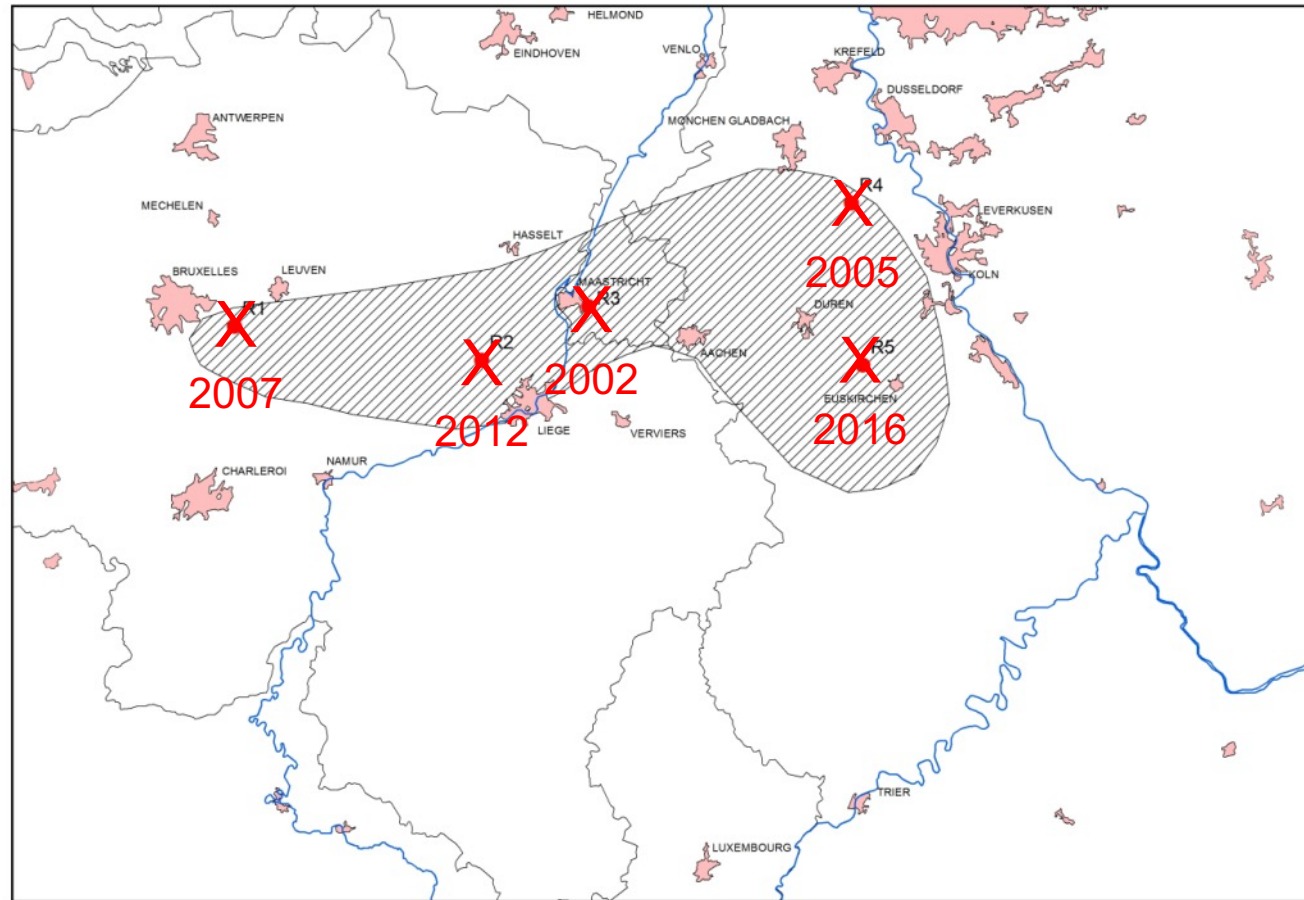 HELMOND
EINDHOVEN
VENLO
KREFELD
DUSSELDORF
ANTWERPEN
MONCHEN GLADBACH
MECHELEN
R4
LEVERKUSEN
HASSELT
BRUXELLES
LEUVEN
2005
KOLN
MAASTRICHT
R1
R3
DUREN
R2
AACHEN
R5
2007
2002
EUSKIRCHEN
2012
LIEGE
VERVIERS
2016
CHARLEROI
NAMUR
TRIER
LUXEMBOURG